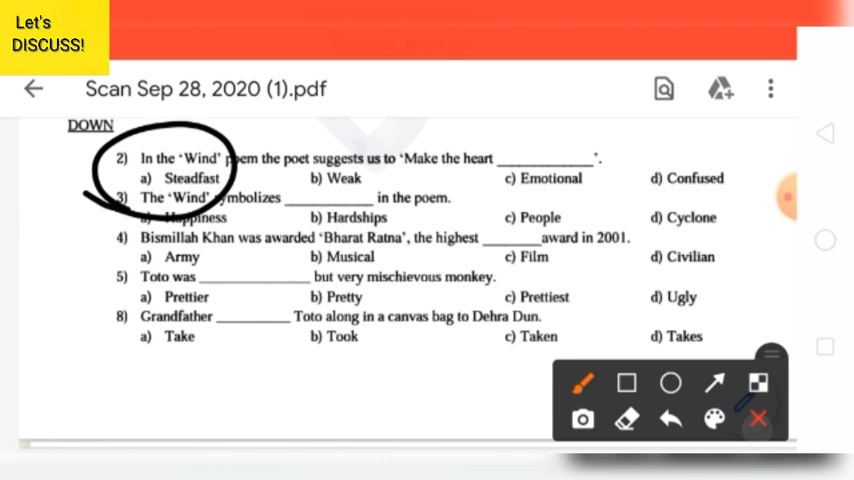 Let's
DISCUSS!
Scan Sep 28, 2020 (1).pdf
DOWN
2) In the 'Wind' poem the poet suggests us to 'Make the heart ____________'.
a) Steadfast b) Weak c) Emotional d) Confused
3) The 'Wind' symbolizes ____________ in the poem.
a) Happiness b) Hardships c) People d) Cyclone
4) Bismillah Khan was awarded 'Bharat Ratna', the highest _______award in 2001.
a) Army b) Musical c) Film d) Civilian
5) Toto was ______________ but very mischievous monkey.
a) Prettier b) Pretty c) Prettiest d) Ugly
8) Grandfather __________ Toto along in a canvas bag to Dehra Dun.
a) Take b) Took c) Taken d) Takes